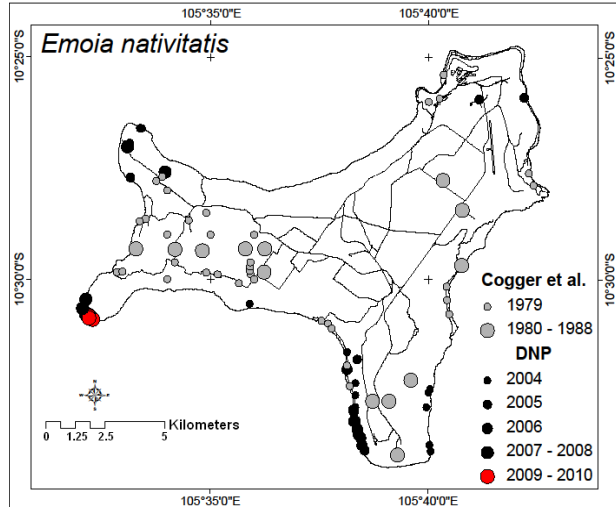 105°35'0"E 105°40'0"E
Emoia nativitatis
10°25'0"S 10°25'0"S
10°30'0"S 10°30'0"S
Cogger et al.
1979
1980 - 1988
DNP
2004
2005
2006
2007 - 2008
2009 - 2010
Kilometers
0 1.25 2.5 5
105°35'0"E 105°40'0"E